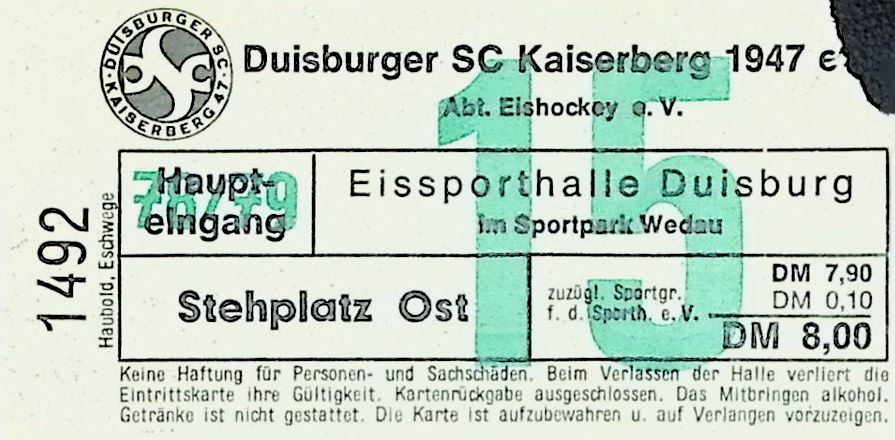 DUISBURGER SC. KAISERBERG 47
Duisburger SC Kaiserberg 1947 e
Abt. Eishockey e. V.
15
78/79
Haupt-
eingang
Eissporthalle Duisburg
im Sportpark Wedau
1492
Haubold, Eschwege
Stehplatz Ost
zuzügl. Sportgr.
f. d. Sporth. e. V.
DM 7,90
DM 0,10
DM 8,00
Keine Haftung für Personen- und Sachschäden. Beim Verlassen der Halle verliert die
Eintrittskarte ihre Gültigkeit. Kartenrückgabe ausgeschlossen. Das Mitbringen alkohol.
Getränke ist nicht gestattet. Die Karte ist aufzubewahren u. auf Verlangen vorzuzeigen.